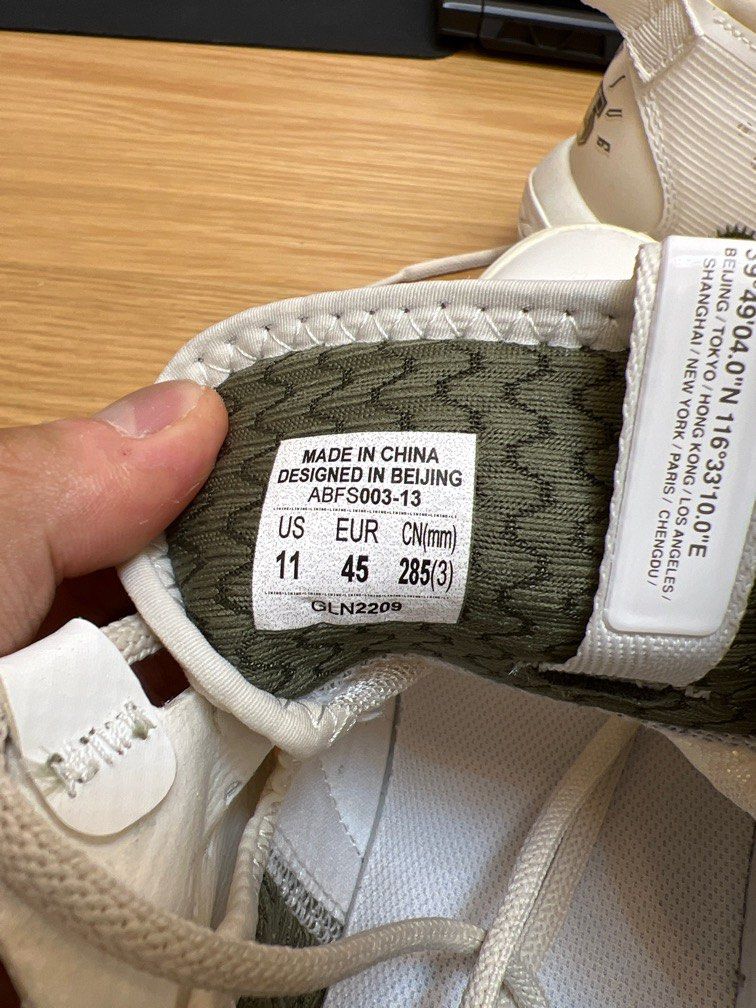 MADE IN CHINA
DESIGNED IN BEIJING
ABFS003-13
US EUR CN(mm)
11 45 285(3)
GLN2209
39°49'04.0"N 116°33'10.0"E
BEIJING / TOKYO / HONG KONG / LOS ANGELES /
SHANGHAI / NEW YORK / PARIS / CHENGDU /